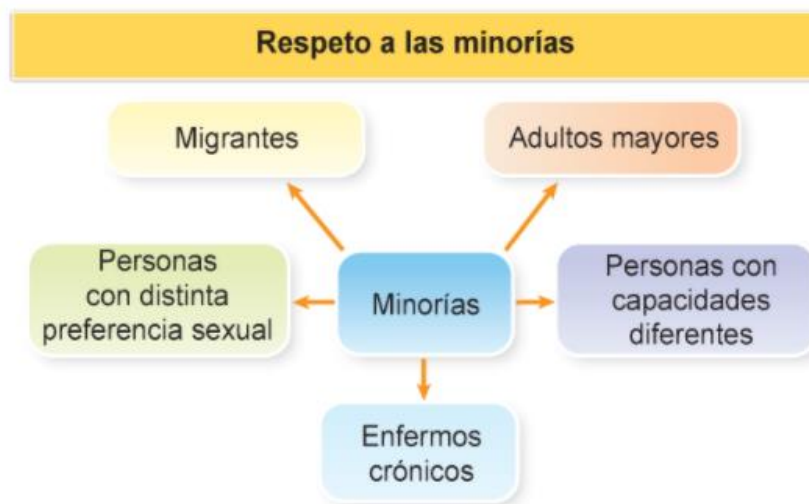 Respeto a las minorías
Migrantes
Adultos mayores
Personas
con distinta
preferencia sexual
Minorías
Personas con
capacidades
diferentes
Enfermos
crónicos